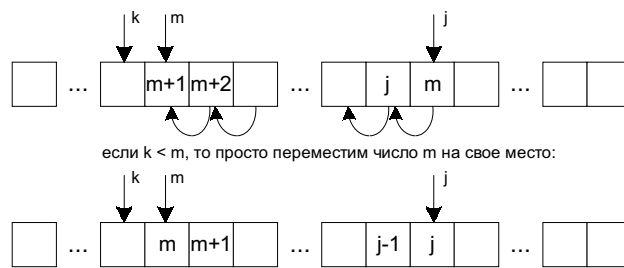 k m j
... m+1 m+2 ... j m ...
если k < m, то просто переместим число m на свое место:
k m j
... m m+1 ... j-1 j ...